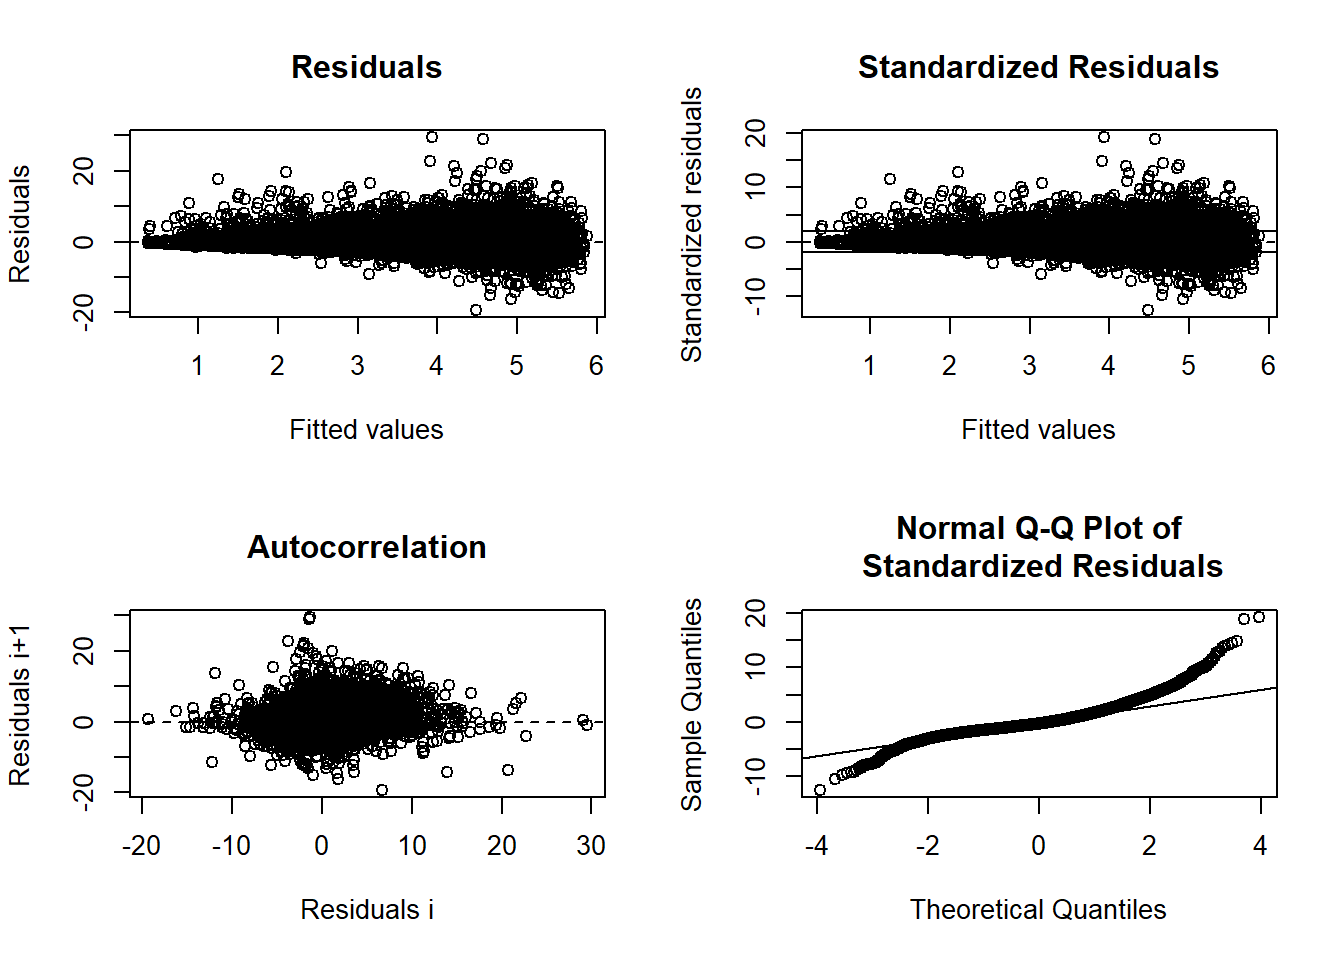 Residuals
Residuals
20
0
-20
1 2 3 4 5 6
Fitted values
Standardized Residuals
Standardized residuals
20
10
0
-10
1 2 3 4 5 6
Fitted values
Autocorrelation
Residuals i+1
20
0
-20
-20 -10 0 10 20 30
Residuals i
Normal Q-Q Plot of
Standardized Residuals
Sample Quantiles
20
10
0
-10
-4 -2 0 2 4
Theoretical Quantiles